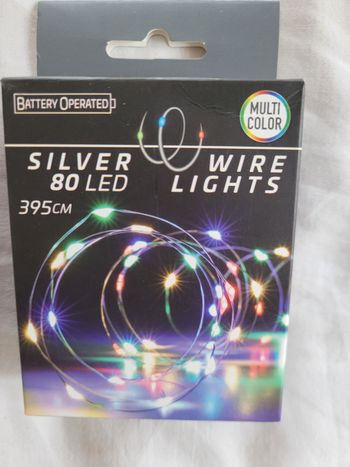 BATTERY OPERATED
MULTI
COLOR
SILVER WIRE
80 LED LIGHTS
395CM